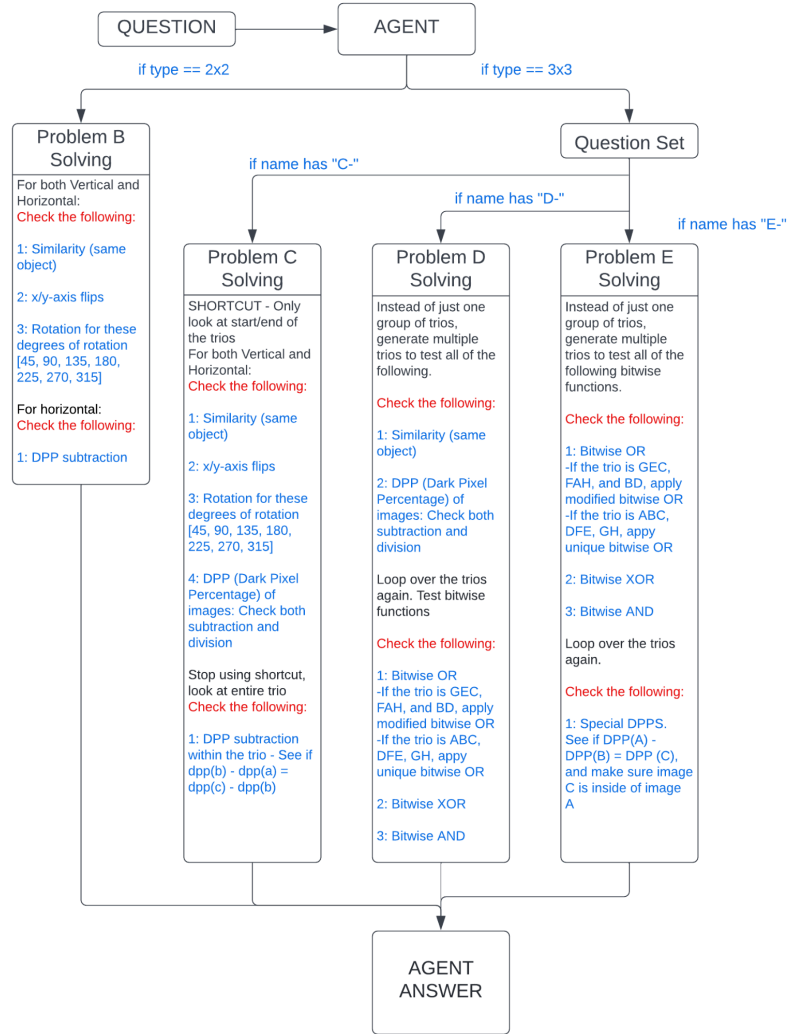 QUESTION
AGENT
if type == 2x2
if type == 3x3
Problem B
Solving
For both Vertical and
Horizontal:
Check the following:
1: Similarity (same
object)
2: x/y-axis flips
3: Rotation for these
degrees of rotation
[45, 90, 135, 180,
225, 270, 315]
For horizontal:
Check the following:
1: DPP subtraction
Question Set
if name has "C-"
if name has "D-"
if name has "E-"
Problem C
Solving
SHORTCUT - Only
look at start/end of
the trios
For both Vertical and
Horizontal:
Check the following:
1: Similarity (same
object)
2: x/y-axis flips
3: Rotation for these
degrees of rotation
[45, 90, 135, 180,
225, 270, 315]
4: DPP (Dark Pixel
Percentage) of
images: Check both
subtraction and
division
Stop using shortcut,
look at entire trio
Check the following:
1: DPP subtraction
within the trio - See if
dpp(b) - dpp(a) =
dpp(c) - dpp(b)
Problem D
Solving
Instead of just one
group of trios,
generate multiple
trios to test all of the
following.
Check the following:
1: Similarity (same
object)
2: DPP (Dark Pixel
Percentage) of
images: Check both
subtraction and
division
Loop over the trios
again. Test bitwise
functions
Check the following:
1: Bitwise OR
-If the trio is GEC,
FAH, and BD, apply
modified bitwise OR
-If the trio is ABC,
DFE, GH, appy
unique bitwise OR
2: Bitwise XOR
3: Bitwise AND
Problem E
Solving
Instead of just one
group of trios,
generate multiple
trios to test all of the
following bitwise
functions.
Check the following:
1: Bitwise OR
-If the trio is GEC,
FAH, and BD, apply
modified bitwise OR
-If the trio is ABC,
DFE, GH, appy
unique bitwise OR
2: Bitwise XOR
3: Bitwise AND
Loop over the trios
again.
Check the following:
1: Special DPPS.
See if DPP(A) -
DPP(B) = DPP (C),
and make sure image
C is inside of image
A
AGENT
ANSWER